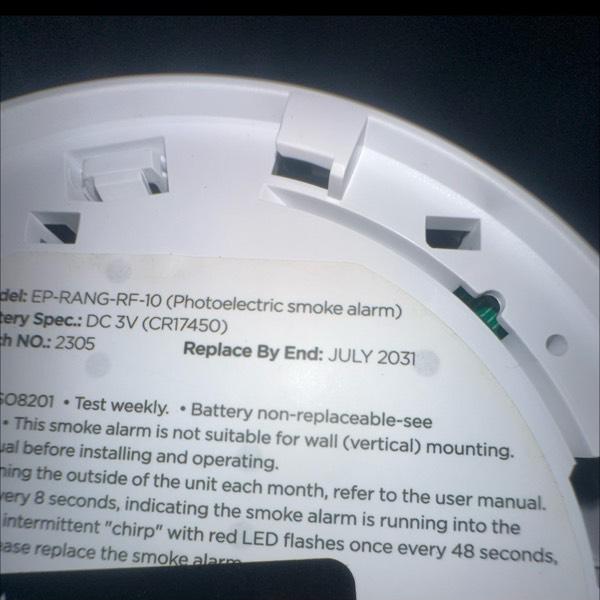 del: EP-RANG-RF-10 (Photoelectric smoke alarm)
tery Spec.: DC 3V (CR17450)
ch NO.: 2305
Replace By End: JULY 2031
SO8201 • Test weekly. • Battery non-replaceable-see
• This smoke alarm is not suitable for wall (vertical) mounting.
ual before installing and operating.
ning the outside of the unit each month, refer to the user manual.
very 8 seconds, indicating the smoke alarm is running into the
intermittent "chirp" with red LED flashes once every 48 seconds,
ase replace the smoke alarm